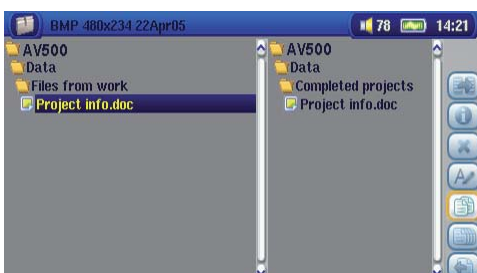 BMP 480x234 22Apr05 78 14:21
AV500
Data
Files from work
Project info.doc
AV500
Data
Completed projects
Project info.doc